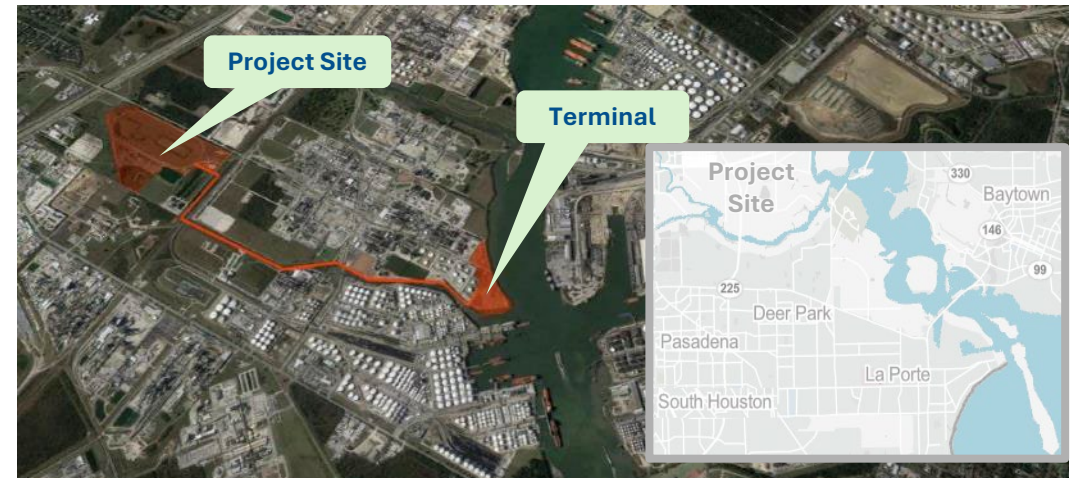 Project Site
Terminal
Project
Site
330
Baytown
146
99
225
Deer Park
Pasadena
La Porte
South Houston